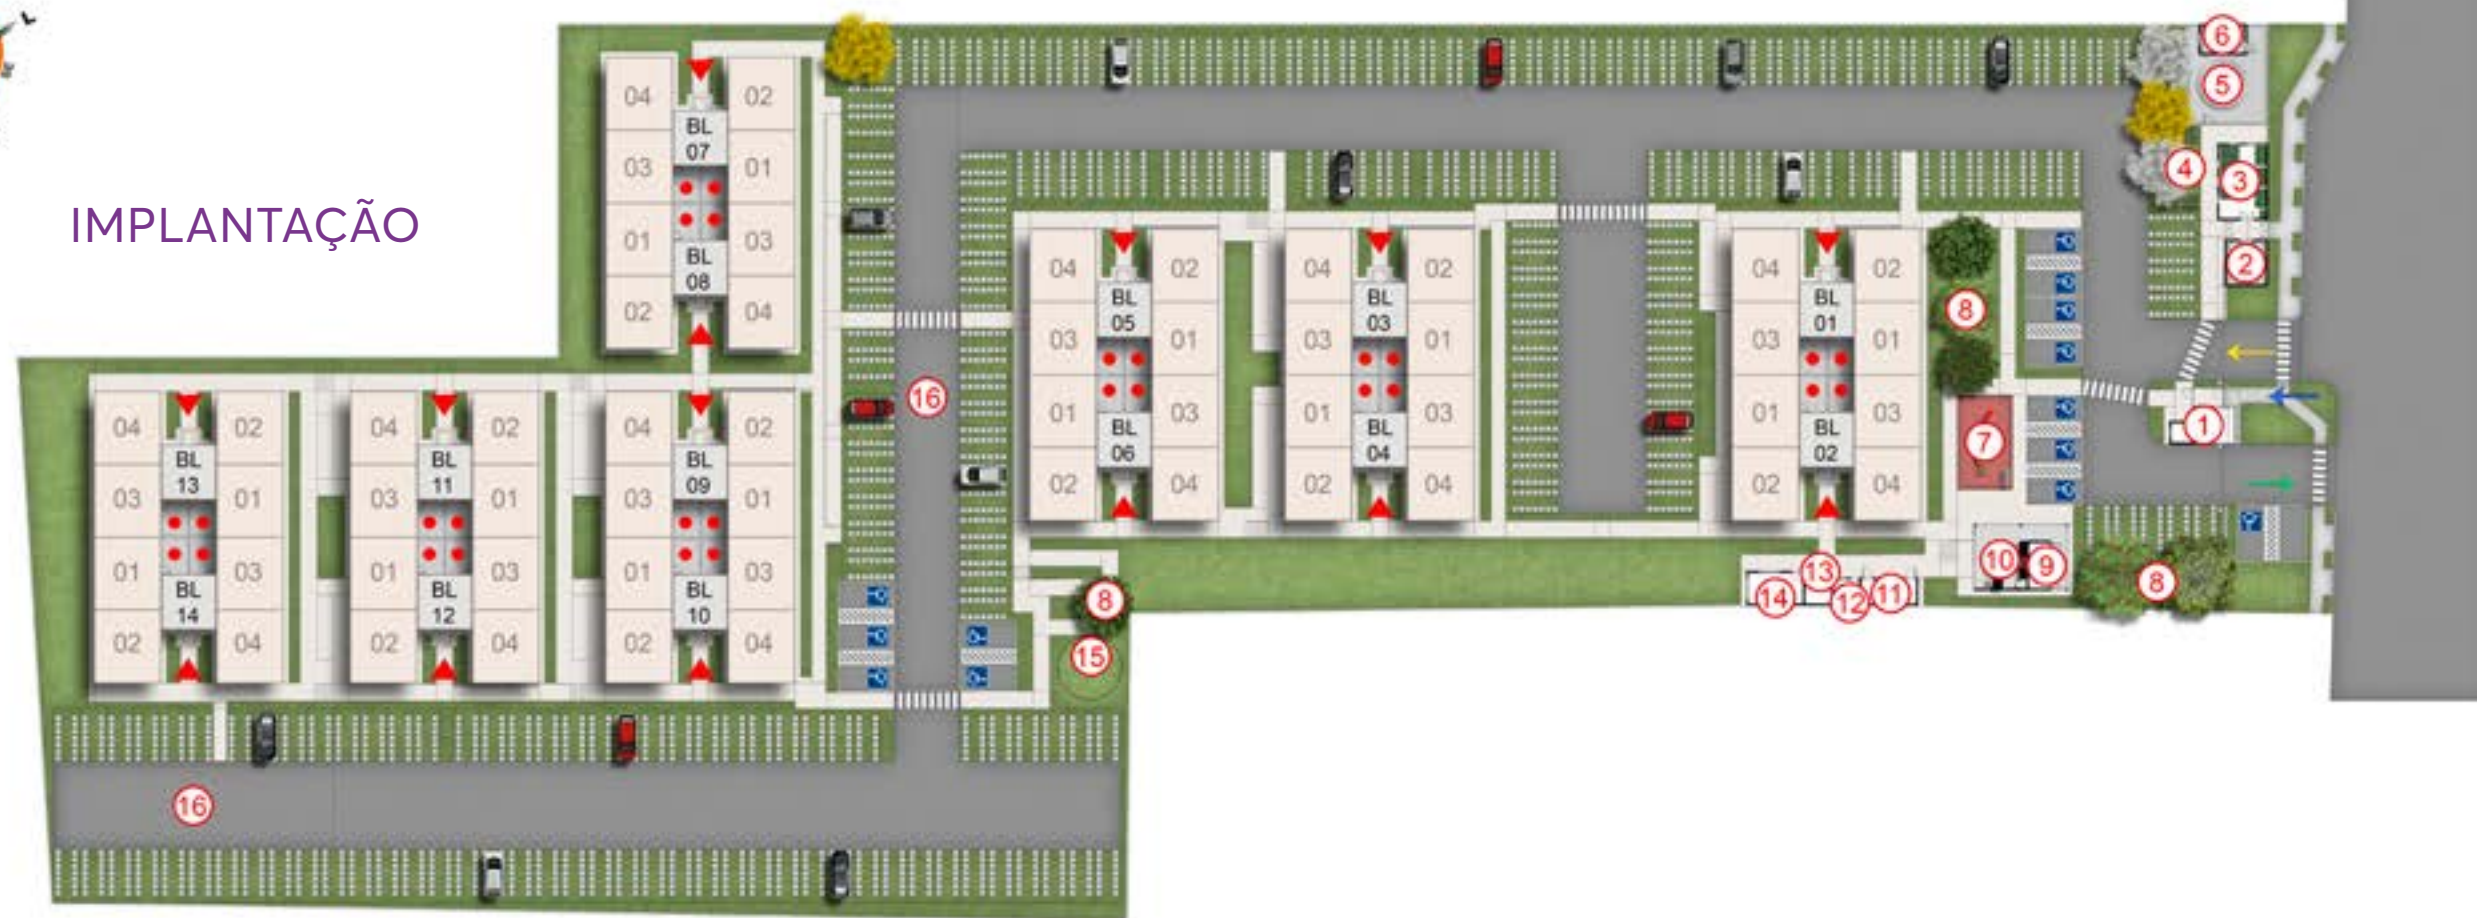 L
IMPLANTAÇÃO
04 BL 07 02
03 01
01 BL 08 03
02 04
04 BL 05 02
03 01
01 BL 06 03
02 04
04 BL 03 02
03 01
01 BL 04 03
02 04
04 BL 01 02
03 01
01 BL 02 03
02 04
04 BL 13 02
03 01
01 BL 14 03
02 04
04 BL 11 02
03 01
01 BL 12 03
02 04
04 BL 09 02
03 01
01 BL 10 03
02 04
6
5
4
3
2
8
1
7
16
10
9
8
13
14
12
11
8
15
16